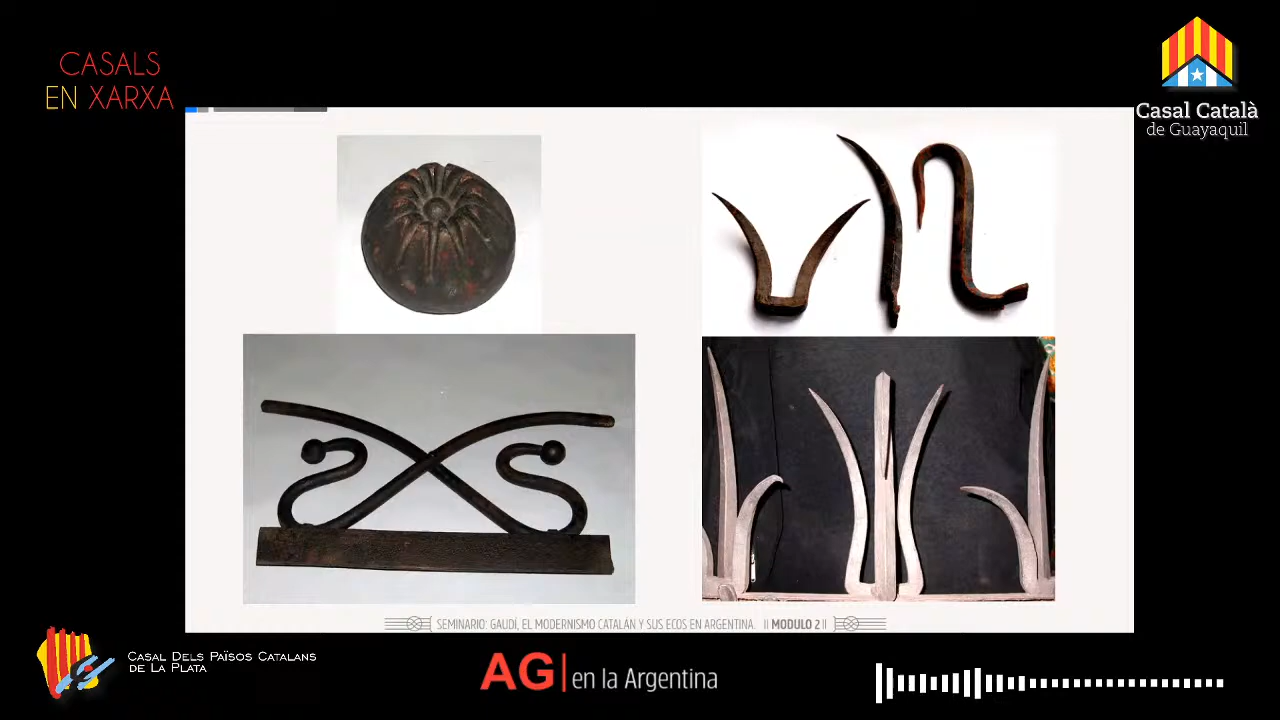 CASALS
EN XARXA
Casal Català
de Guayaquil
SEMINARIO: GAUDÍ, EL MODERNISMO CATALAN Y SUS ECOS EN ARGENTINA. || MODULO 2 ||
CASAL DELS PAÏSOS CATALANS
DE LA PLATA
AG| en la Argentina